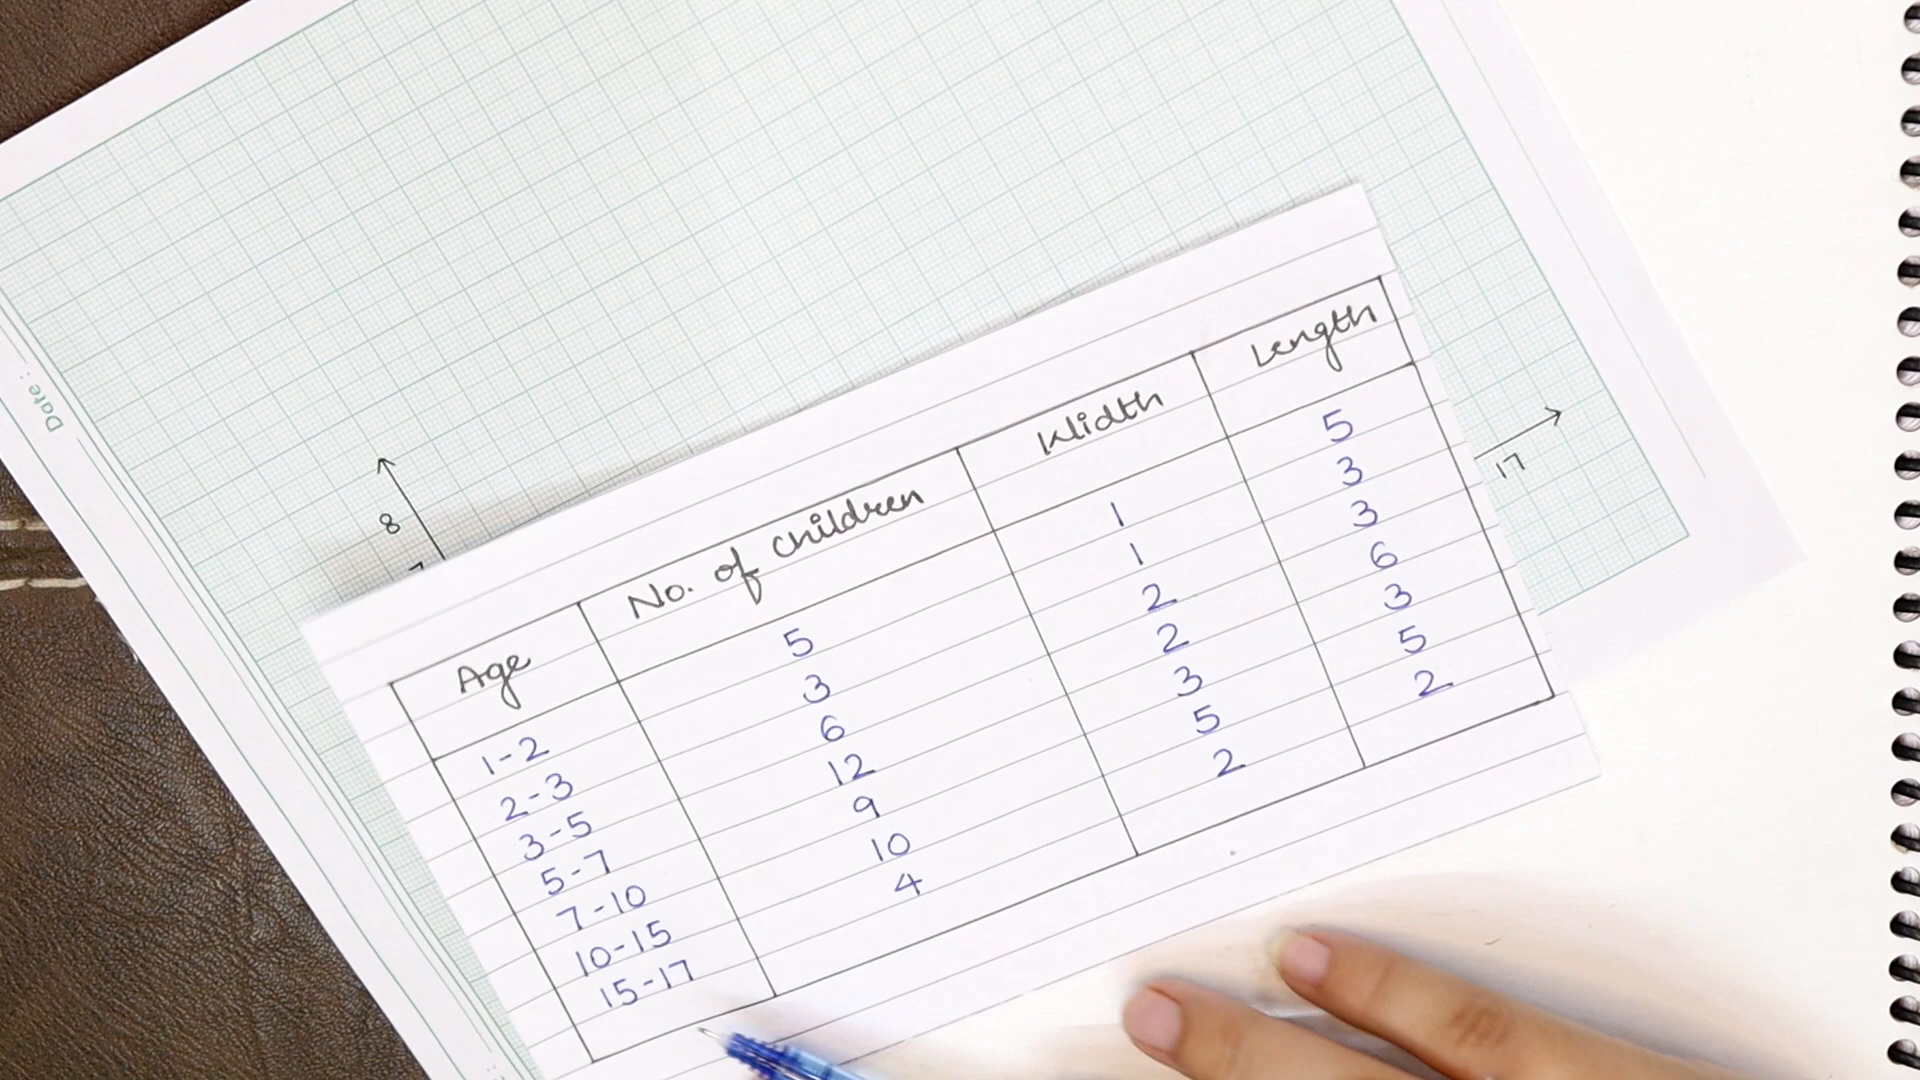 Date:
8
17
Age No. of children Width Length
1-2 5 1 5
2-3 3 1 3
3-5 6 2 3
5-7 12 2 6
7-10 9 3 3
10-15 10 5 5
15-17 4 2 2